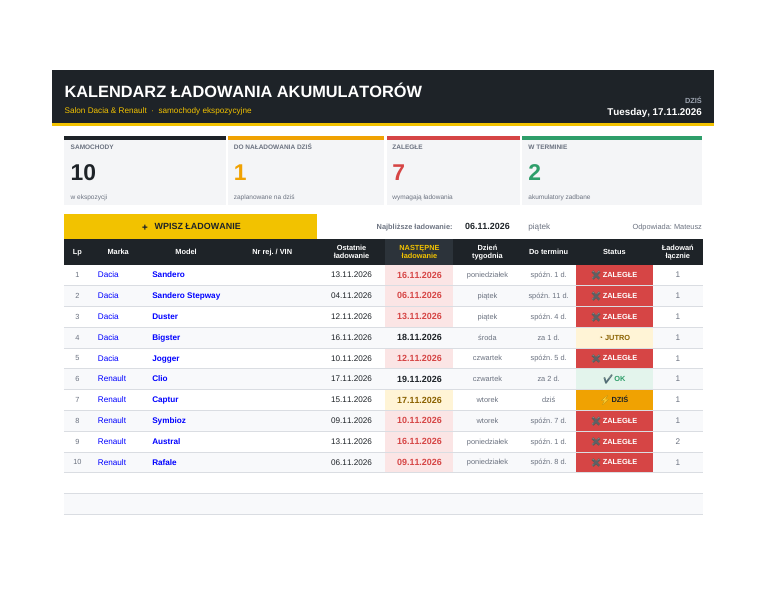 KALENDARZ ŁADOWANIA AKUMULATORÓW
Salon Dacia & Renault · samochody ekspozycyjne
DZIŚ
Tuesday, 17.11.2026
SAMOCHODY DO NAŁADOWANIA DZIŚ ZALEGŁE W TERMINIE
10 1 7 2
w ekspozycji zaplanowane na dziś wymagają ładowania akumulatory zadbane
+ WPISZ ŁADOWANIE Najbliższe ładowanie: 06.11.2026 piątek Odpowiada: Mateusz
Lp Marka Model Nr rej. / VIN Ostatnie ładowanie NASTĘPNE ładowanie Dzień tygodnia Do terminu Status Ładowań łącznie
1 Dacia Sandero 13.11.2026 16.11.2026 poniedziałek spóźn. 1 d. ✖ ZALEGŁE 1
2 Dacia Sandero Stepway 04.11.2026 06.11.2026 piątek spóźn. 11 d. ✖ ZALEGŁE 1
3 Dacia Duster 12.11.2026 13.11.2026 piątek spóźn. 4 d. ✖ ZALEGŁE 1
4 Dacia Bigster 16.11.2026 18.11.2026 środa za 1 d. · JUTRO 1
5 Dacia Jogger 10.11.2026 12.11.2026 czwartek spóźn. 5 d. ✖ ZALEGŁE 1
6 Renault Clio 17.11.2026 19.11.2026 czwartek za 2 d. ✔ OK 1
7 Renault Captur 15.11.2026 17.11.2026 wtorek dziś ⚡ DZIŚ 1
8 Renault Symbioz 09.11.2026 10.11.2026 wtorek spóźn. 7 d. ✖ ZALEGŁE 1
9 Renault Austral 13.11.2026 16.11.2026 poniedziałek spóźn. 1 d. ✖ ZALEGŁE 2
10 Renault Rafale 06.11.2026 09.11.2026 poniedziałek spóźn. 8 d. ✖ ZALEGŁE 1